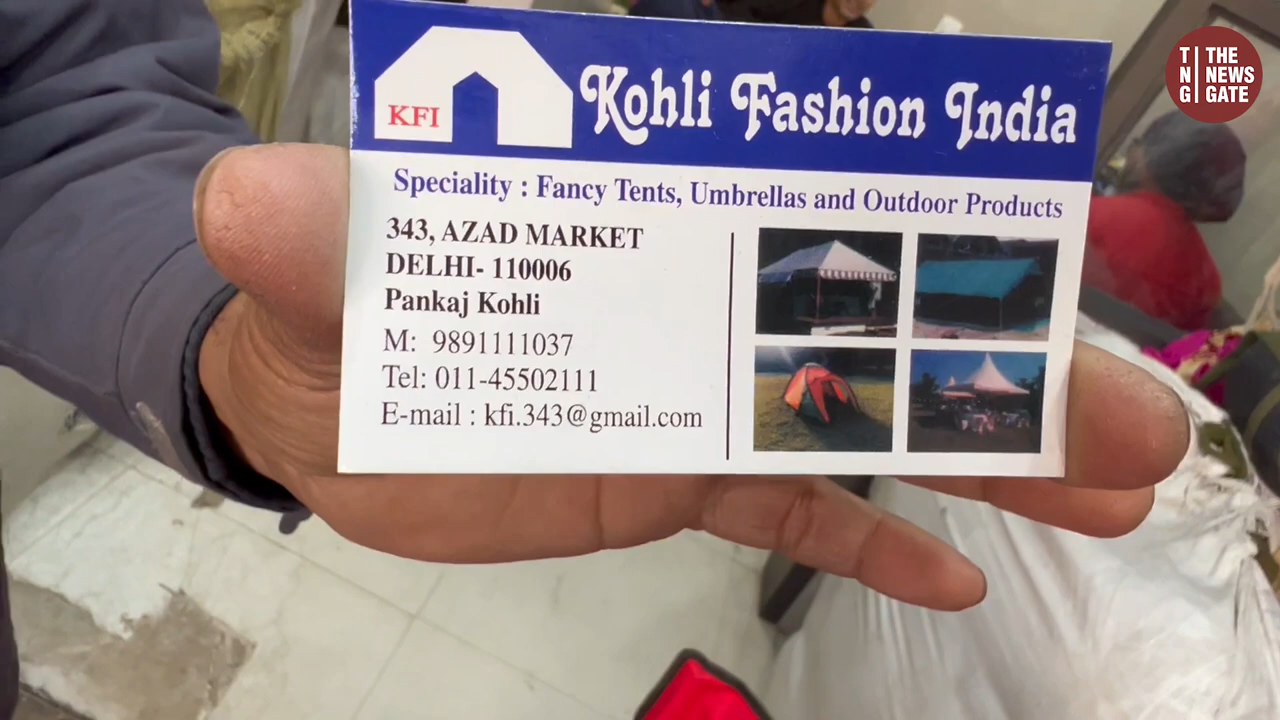 KFI
Kohli Fashion India
Speciality : Fancy Tents, Umbrellas and Outdoor Products
343, AZAD MARKET
DELHI- 110006
Pankaj Kohli
M: 9891111037
Tel: 011-45502111
E-mail : kfi.343@gmail.com
TNG THE NEWS GATE